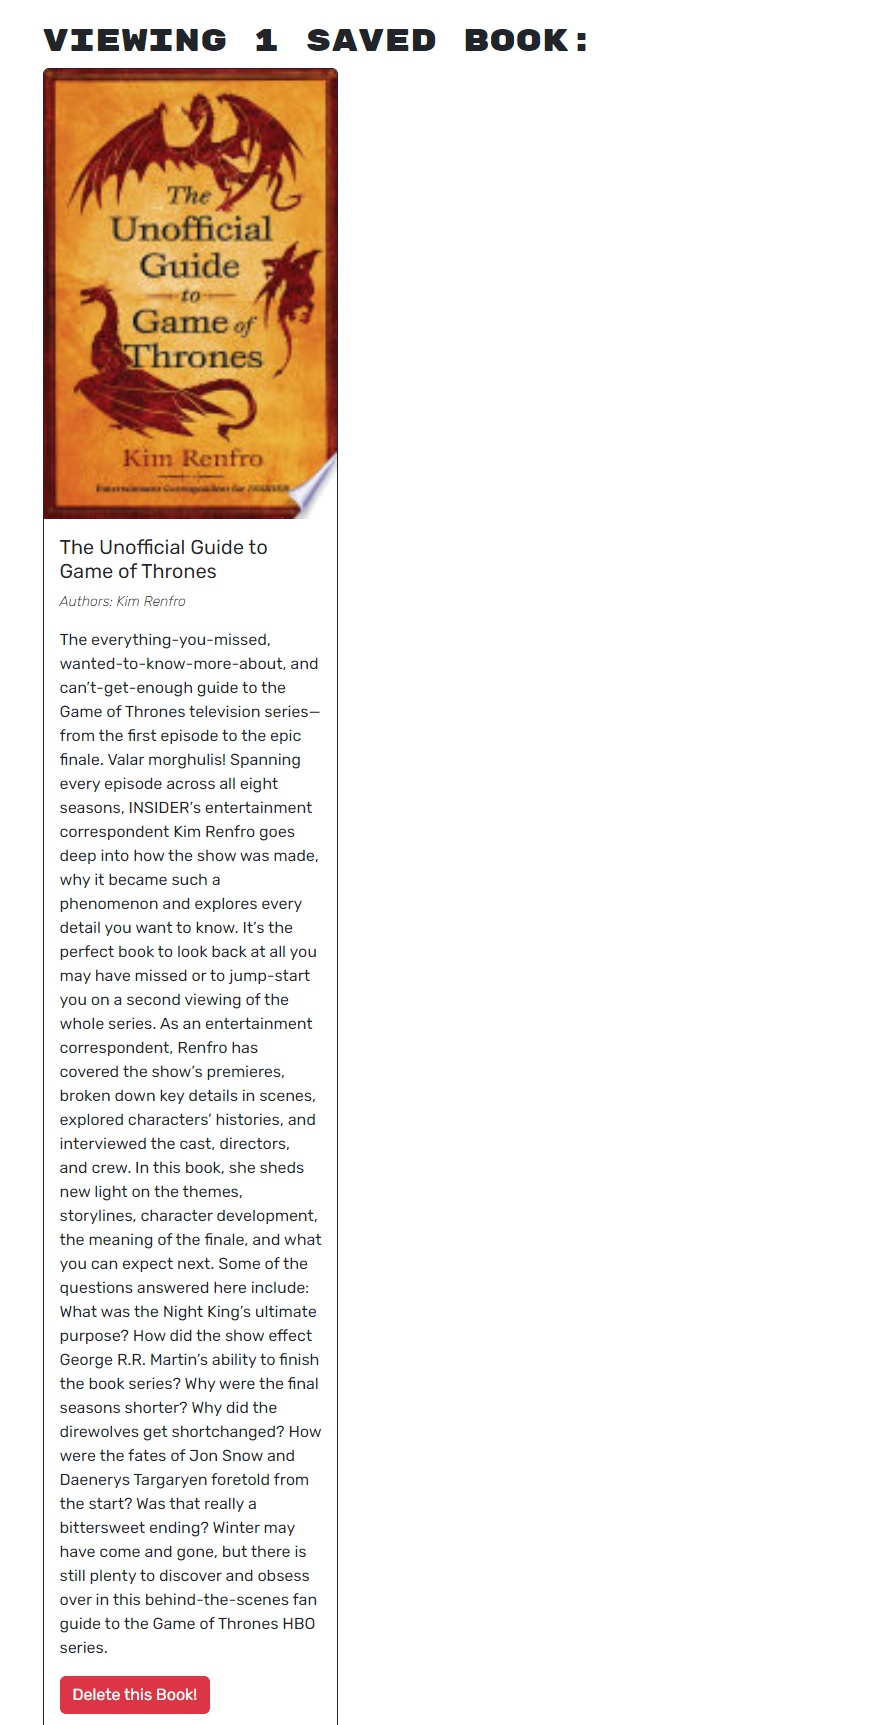 VIEWING 1 SAVED BOOK:
The
Unofficial
Guide
to
Game of
Thrones
Kim Renfro
Entertainment Correspondent for INSIDER
The Unofficial Guide to
Game of Thrones
Authors: Kim Renfro
The everything-you-missed,
wanted-to-know-more-about, and
can’t-get-enough guide to the
Game of Thrones television series—
from the first episode to the epic
finale. Valar morghulis! Spanning
every episode across all eight
seasons, INSIDER’s entertainment
correspondent Kim Renfro goes
deep into how the show was made,
why it became such a
phenomenon and explores every
detail you want to know. It’s the
perfect book to look back at all you
may have missed or to jump-start
you on a second viewing of the
whole series. As an entertainment
correspondent, Renfro has
covered the show’s premieres,
broken down key details in scenes,
explored characters’ histories, and
interviewed the cast, directors,
and crew. In this book, she sheds
new light on the themes,
storylines, character development,
the meaning of the finale, and what
you can expect next. Some of the
questions answered here include:
What was the Night King’s ultimate
purpose? How did the show effect
George R.R. Martin’s ability to finish
the book series? Why were the final
seasons shorter? Why did the
direwolves get shortchanged? How
were the fates of Jon Snow and
Daenerys Targaryen foretold from
the start? Was that really a
bittersweet ending? Winter may
have come and gone, but there is
still plenty to discover and obsess
over in this behind-the-scenes fan
guide to the Game of Thrones HBO
series.
Delete this Book!